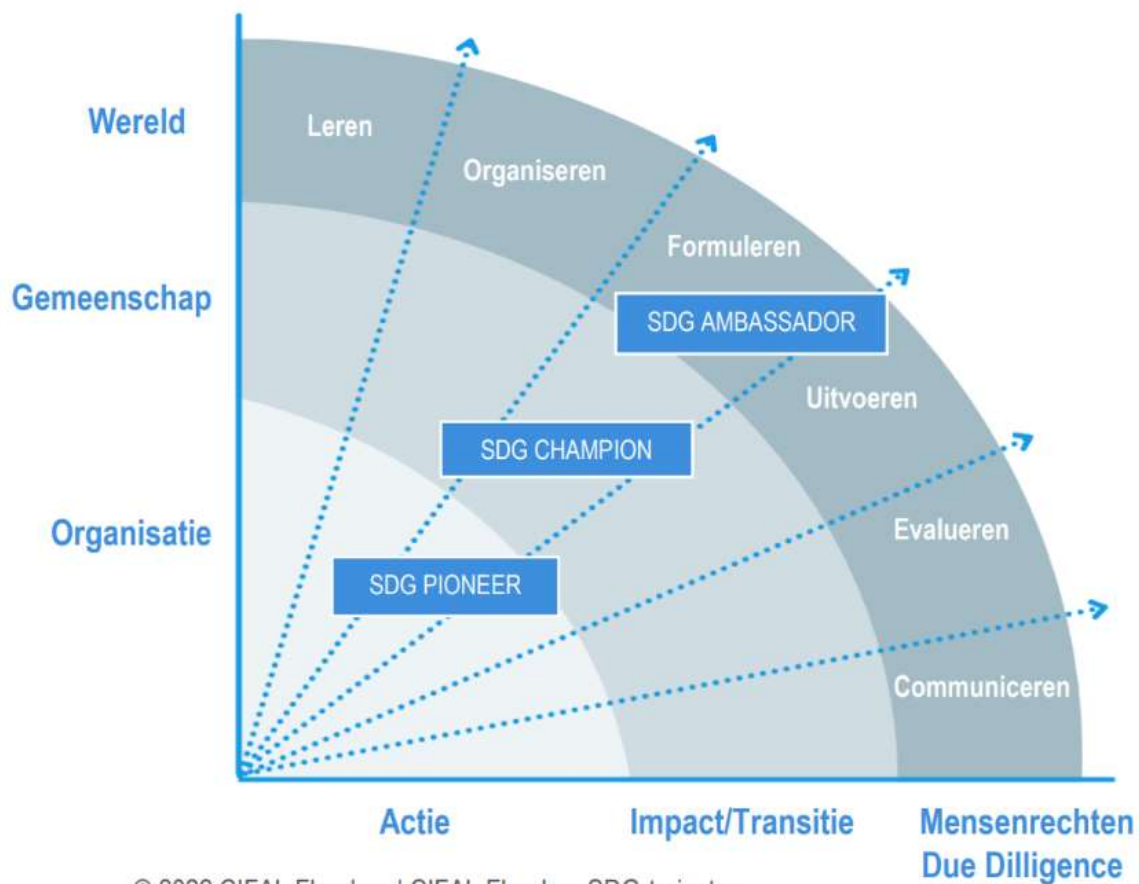 Wereld
Leren
Organiseren
Formuleren
Gemeenschap
SDG AMBASSADOR
Uitvoeren
SDG CHAMPION
Organisatie
Evalueren
SDG PIONEER
Communiceren
Actie
Impact/Transitie
Mensenrechten
Due Dilligence